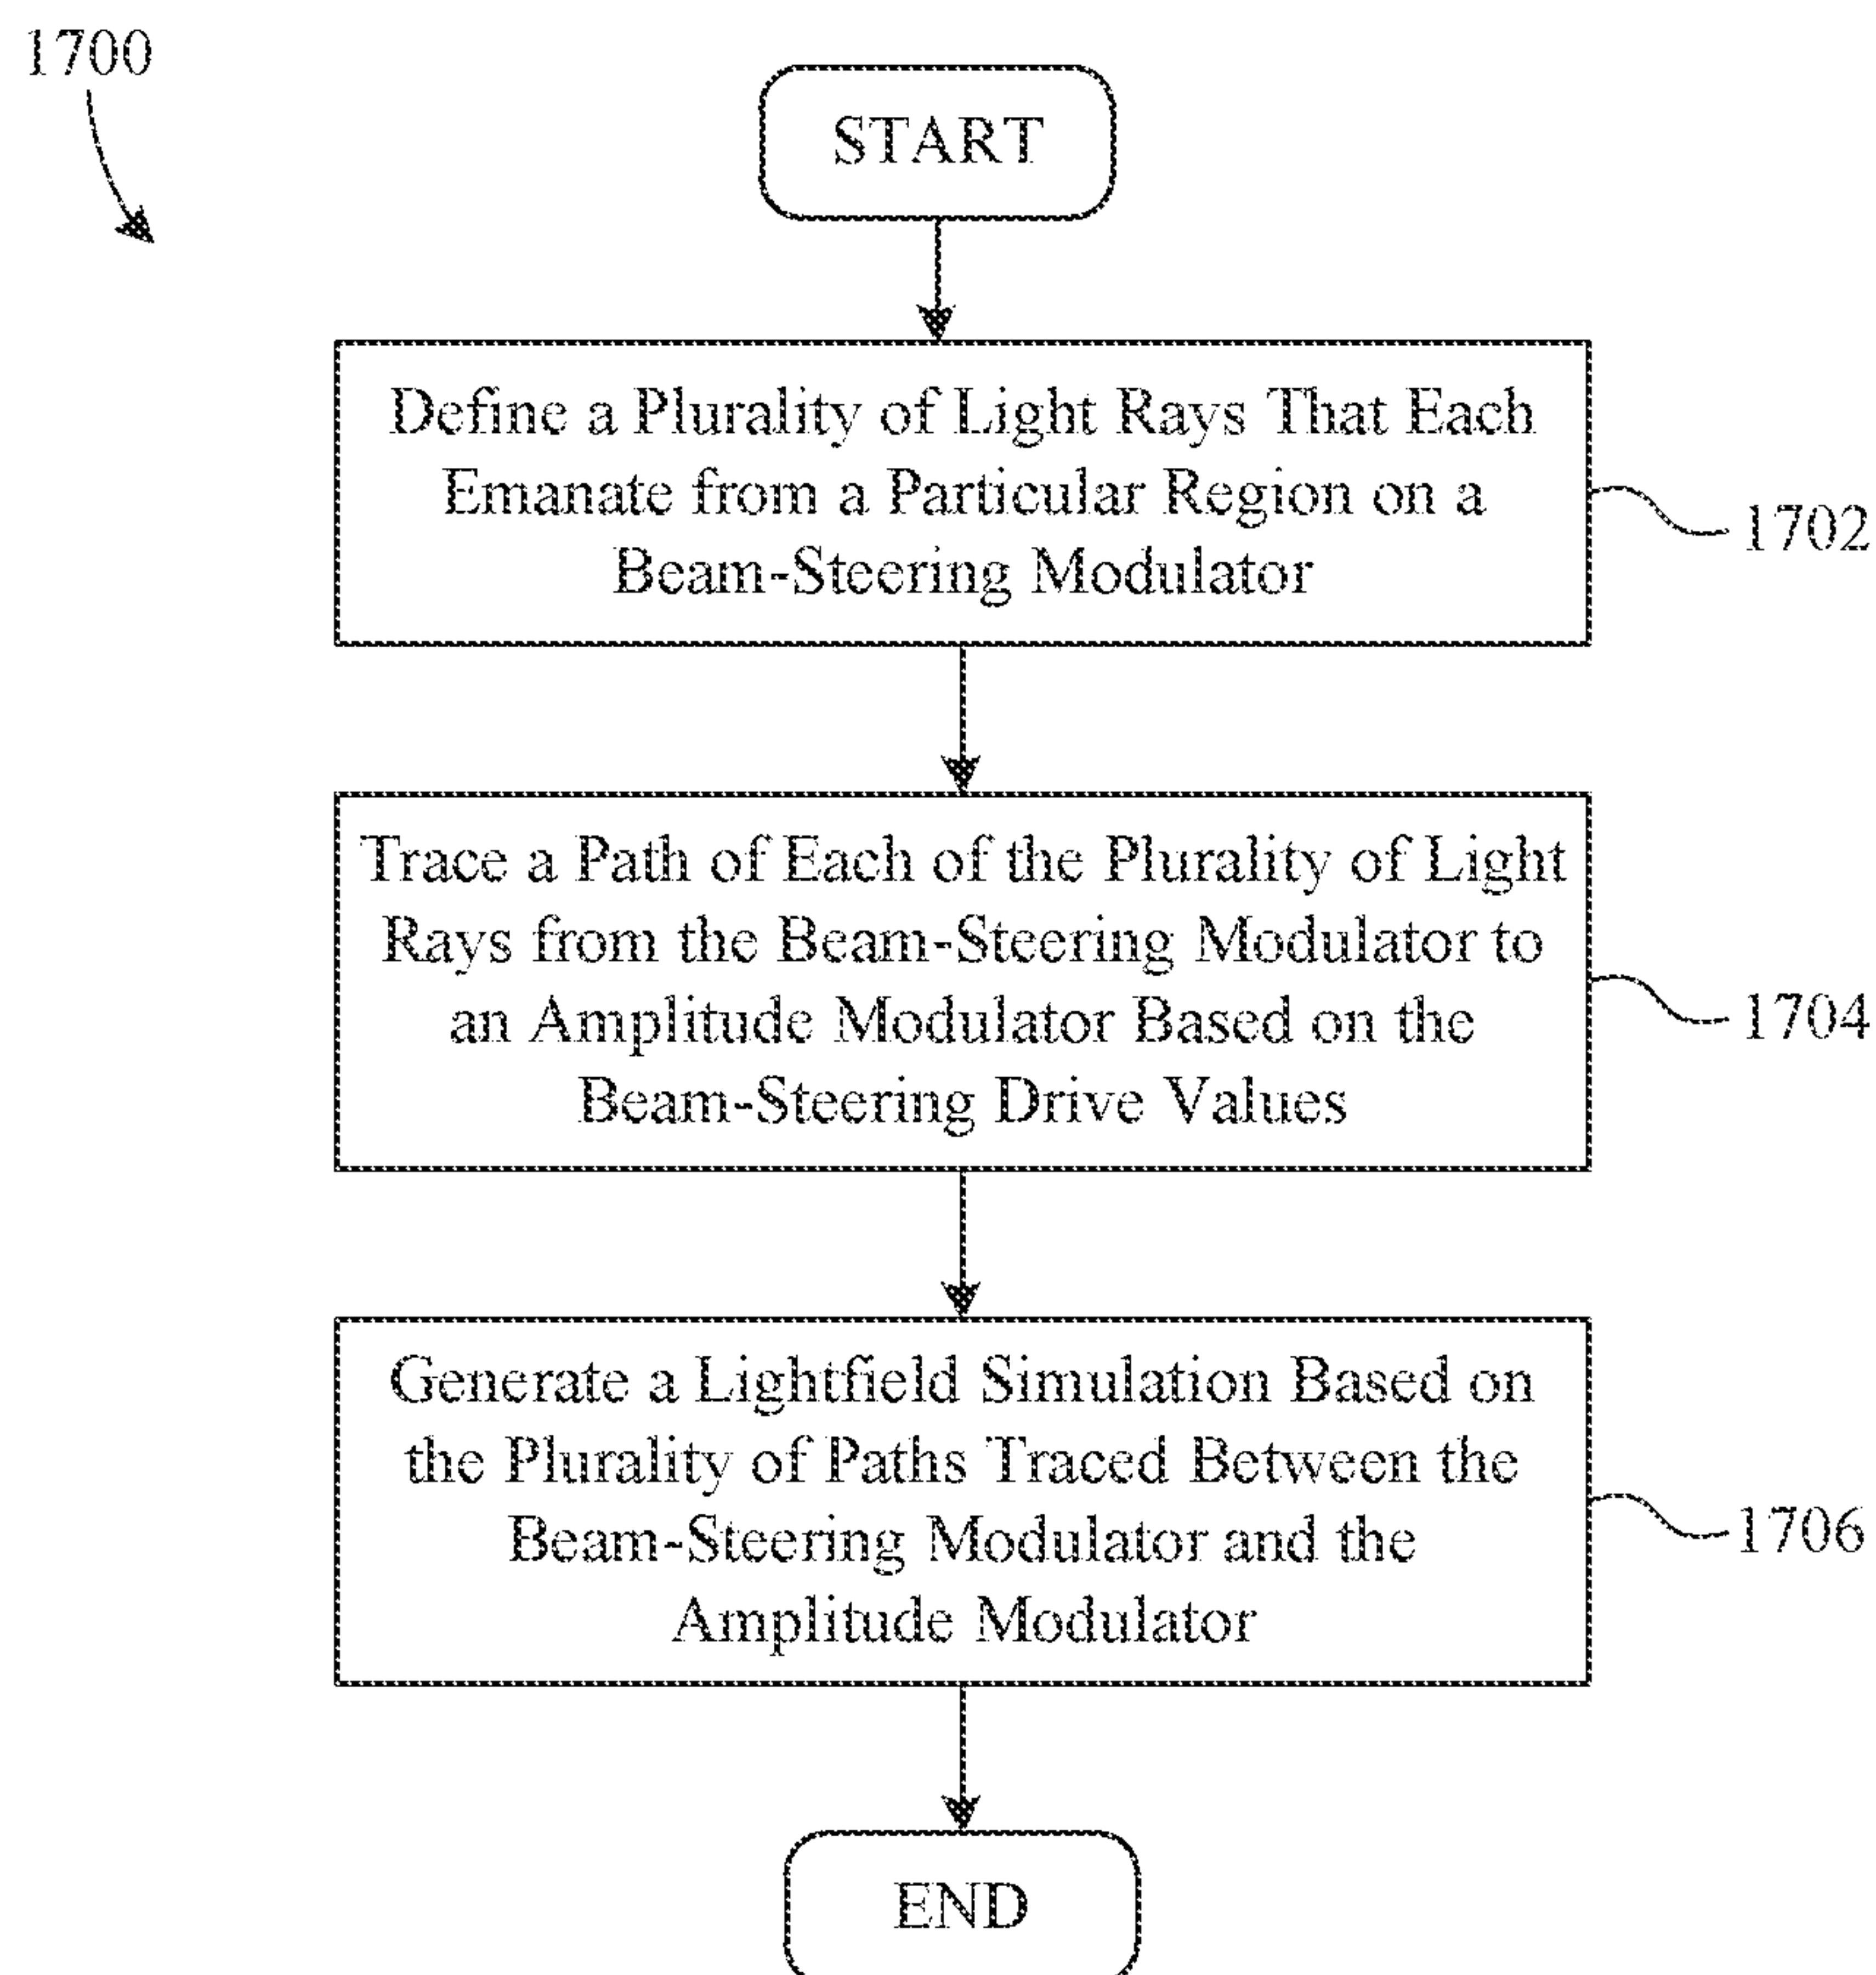 1700
START
Define a Plurality of Light Rays That Each
Emanate from a Particular Region on a
Beam-Steering Modulator
1702
Trace a Path of Each of the Plurality of Light
Rays from the Beam-Steering Modulator to
an Amplitude Modulator Based on the
Beam-Steering Drive Values
1704
Generate a Lightfield Simulation Based on
the Plurality of Paths Traced Between the
Beam-Steering Modulator and the
Amplitude Modulator
1706
END